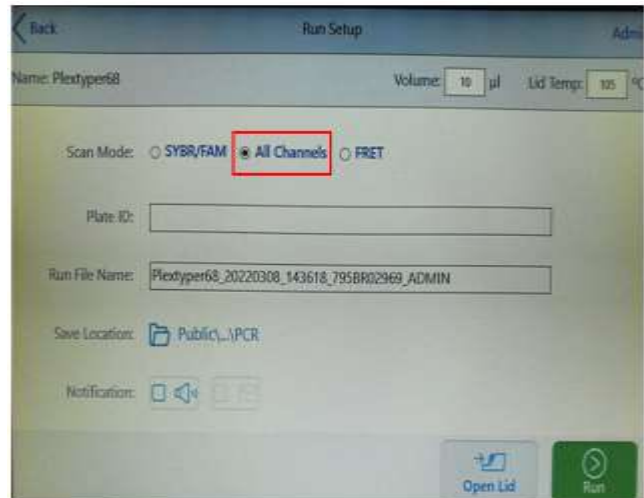 Back Run Setup Admi
Name: Plextyper68 Volume: 10 µl Lid Temp: 105 °C
Scan Mode: SYBR/FAM All Channels FRET
Plate ID:
Run File Name: Plextyper68_20220308_143618_795BR02969_ADMIN
Save Location: Public\...\PCR
Notification:
Open Lid Run